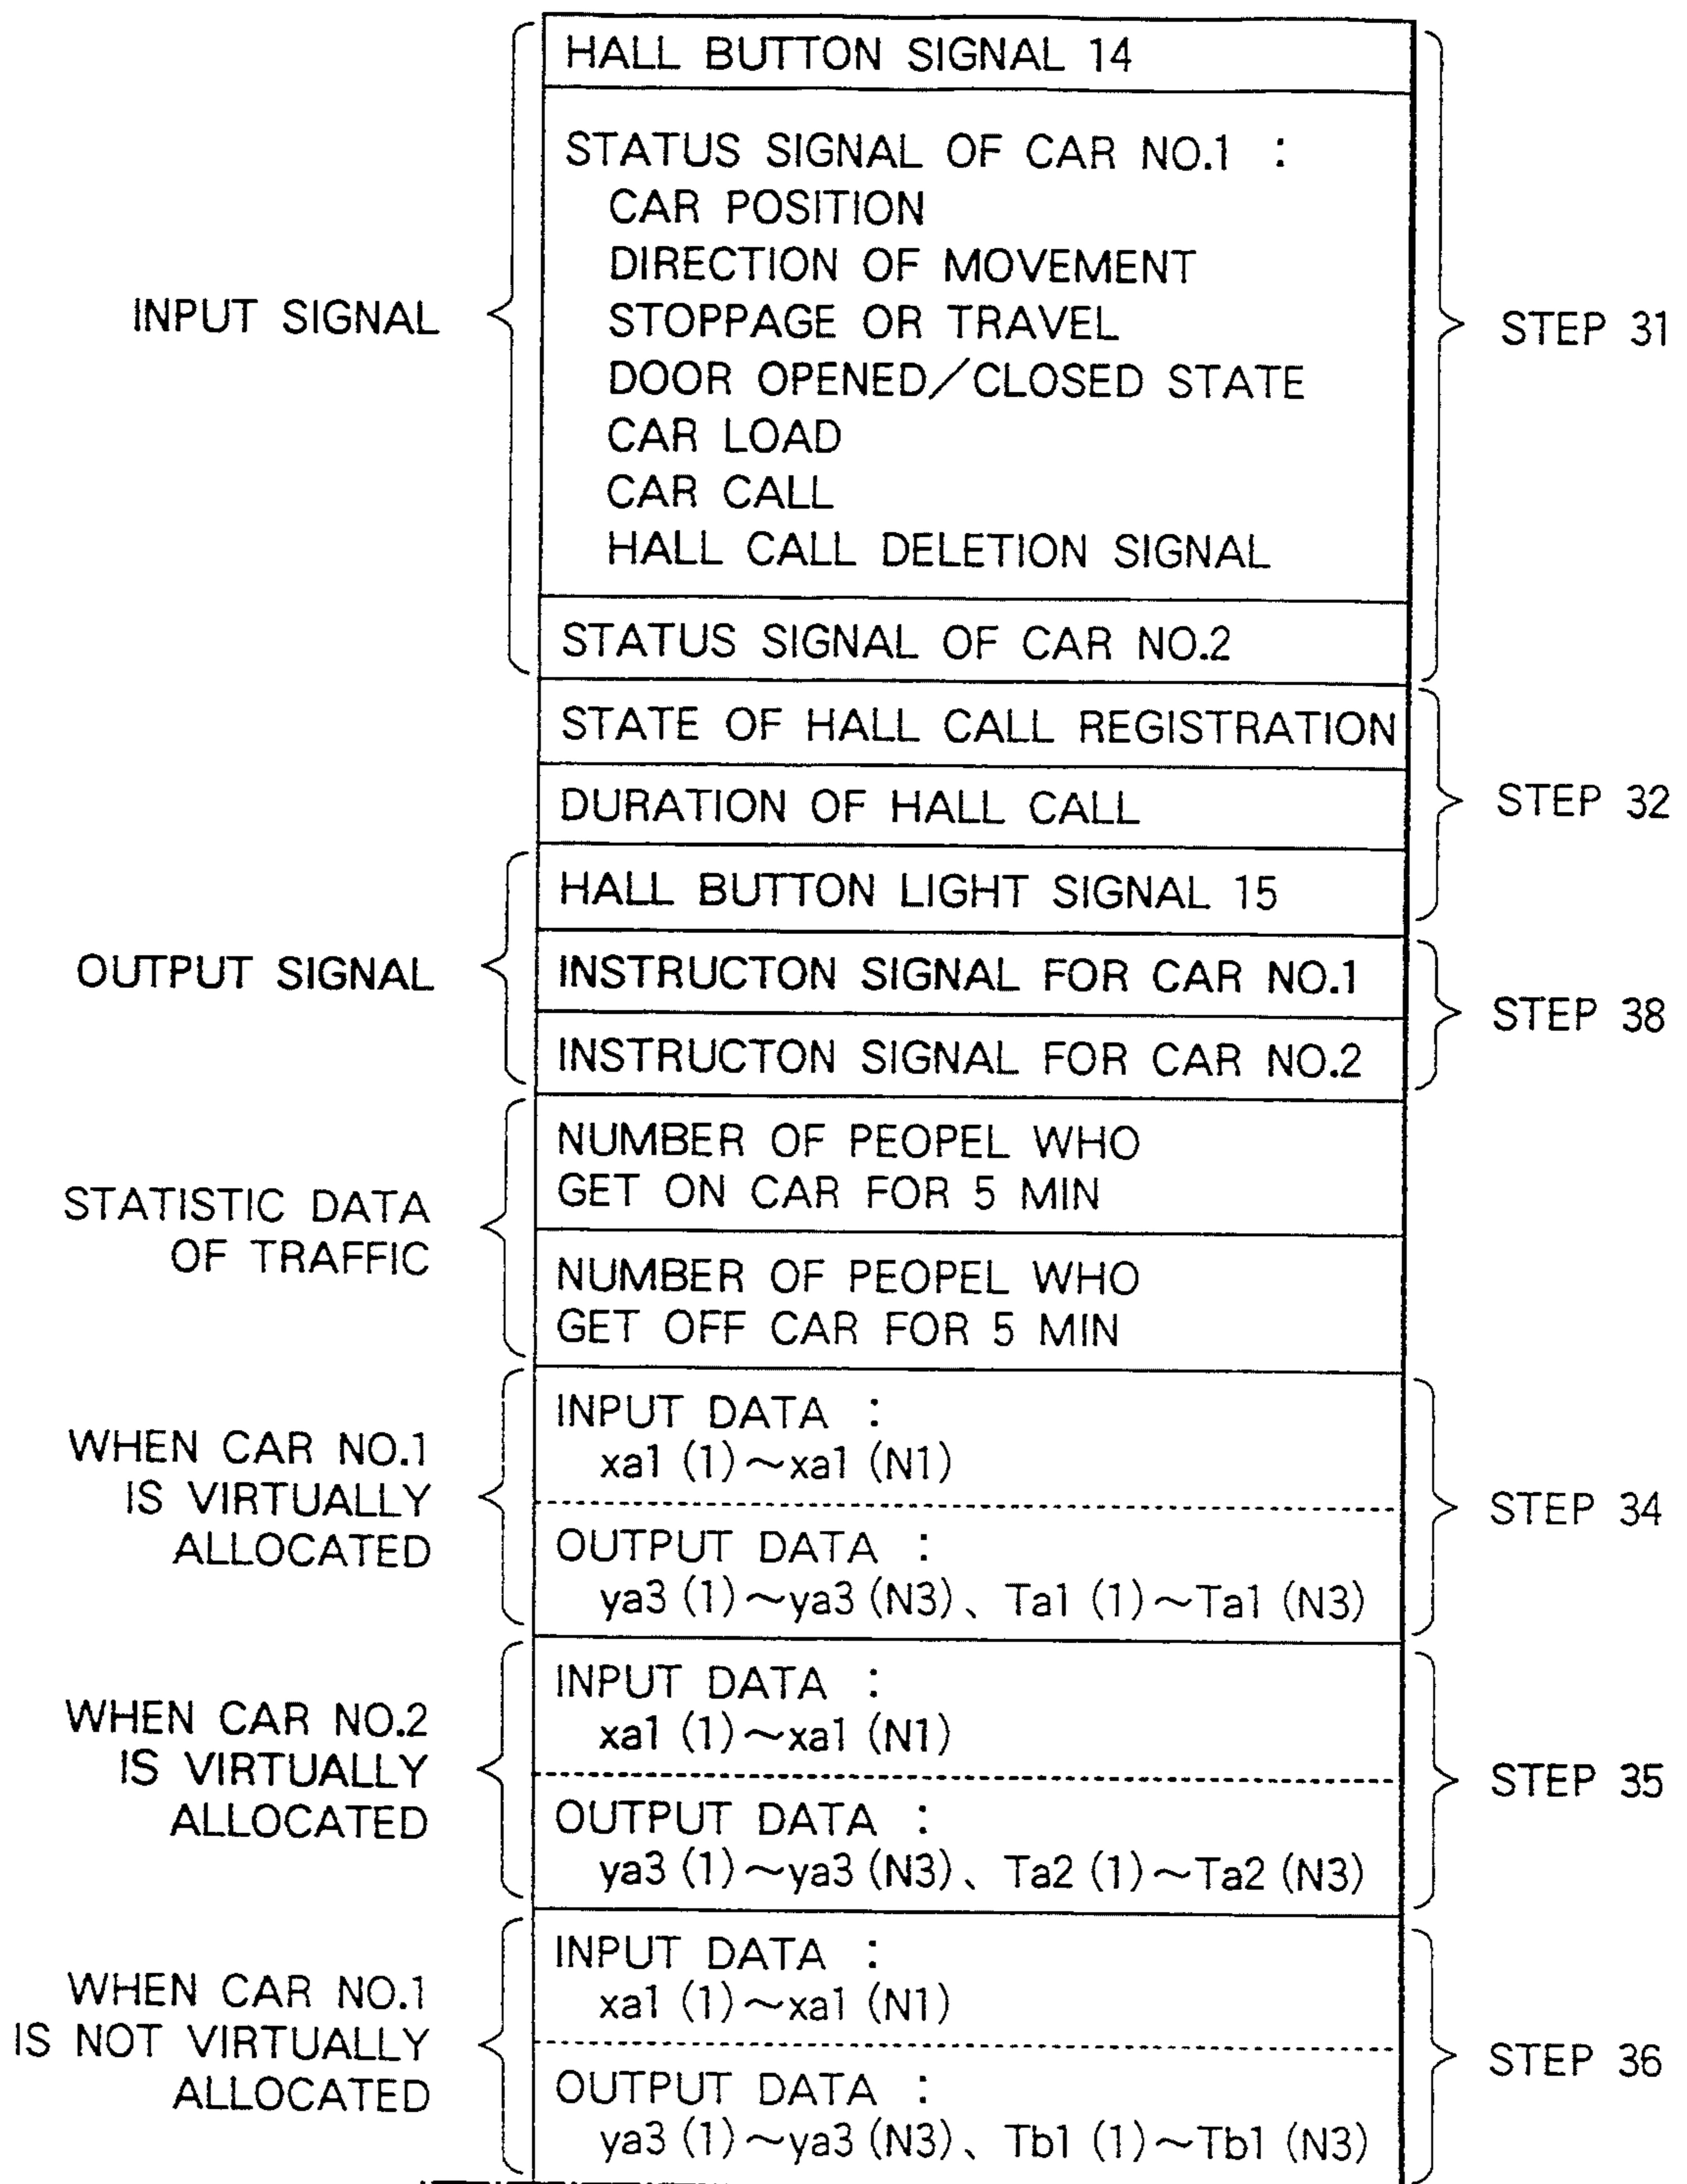 HALL BUTTON SIGNAL 14
STATUS SIGNAL OF CAR NO.1 :
CAR POSITION
DIRECTION OF MOVEMENT
STOPPAGE OR TRAVEL
DOOR OPENED/CLOSED STATE
CAR LOAD
CAR CALL
HALL CALL DELETION SIGNAL
STATUS SIGNAL OF CAR NO.2
INPUT SIGNAL
STEP 31
STATE OF HALL CALL REGISTRATION
DURATION OF HALL CALL
HALL BUTTON LIGHT SIGNAL 15
STEP 32
OUTPUT SIGNAL
INSTRUCTON SIGNAL FOR CAR NO.1
INSTRUCTON SIGNAL FOR CAR NO.2
STEP 38
STATISTIC DATA
OF TRAFFIC
NUMBER OF PEOPEL WHO
GET ON CAR FOR 5 MIN
NUMBER OF PEOPEL WHO
GET OFF CAR FOR 5 MIN
WHEN CAR NO.1
IS VIRTUALLY
ALLOCATED
INPUT DATA :
xa1 (1)~xa1 (N1)
OUTPUT DATA :
ya3 (1)~ya3 (N3)、Ta1 (1)~Ta1 (N3)
STEP 34
WHEN CAR NO.2
IS VIRTUALLY
ALLOCATED
INPUT DATA :
xa1 (1)~xa1 (N1)
OUTPUT DATA :
ya3 (1)~ya3 (N3)、Ta2 (1)~Ta2 (N3)
STEP 35
WHEN CAR NO.1
IS NOT VIRTUALLY
ALLOCATED
INPUT DATA :
xa1 (1)~xa1 (N1)
OUTPUT DATA :
ya3 (1)~ya3 (N3)、Tb1 (1)~Tb1 (N3)
STEP 36